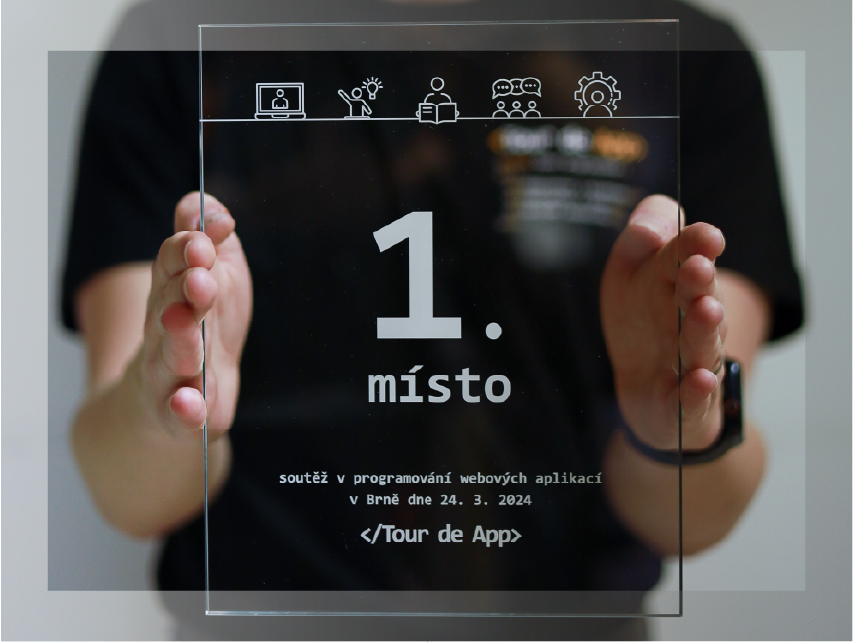 1.
místo
soutěž v programování webových aplikací
v Brně dne 24. 3. 2024
</Tour de App>